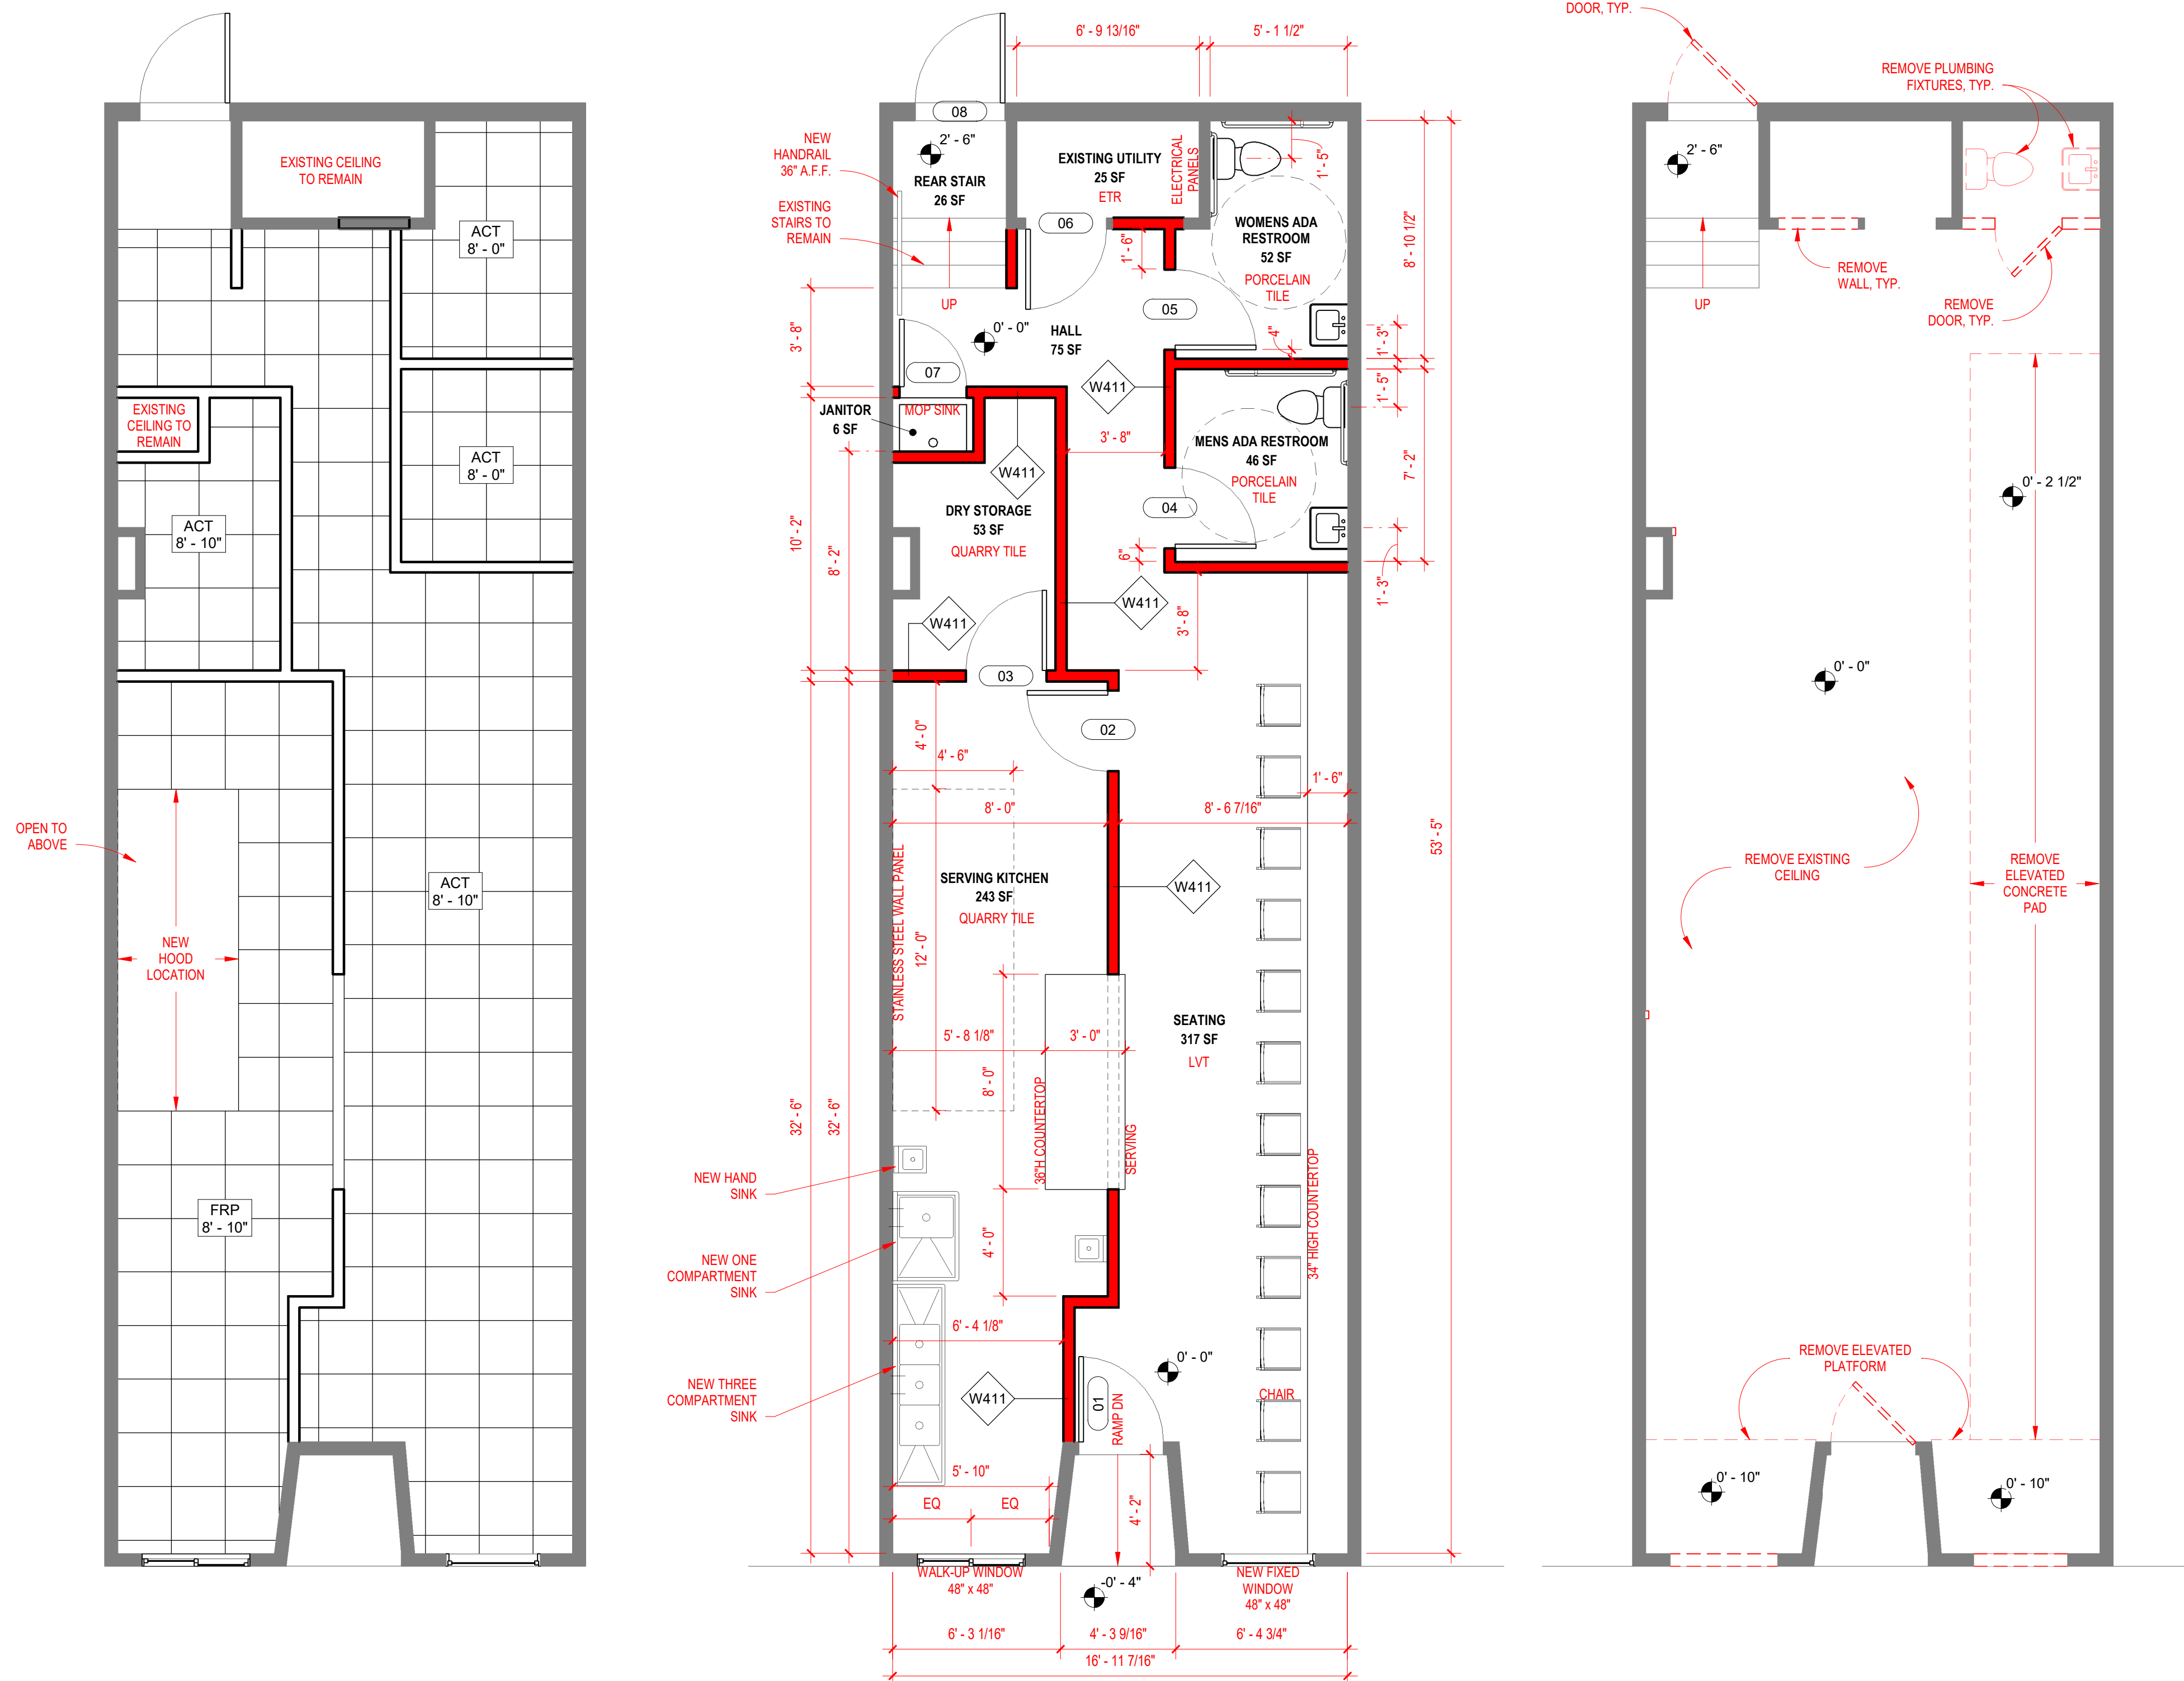 EXISTING CEILING
TO REMAIN
ACT
8' - 0"
EXISTING
CEILING TO
REMAIN
ACT
8' - 0"
ACT
8' - 10"
OPEN TO
ABOVE
ACT
8' - 10"
NEW
HOOD
LOCATION
FRP
8' - 10"
6' - 9 13/16"
5' - 1 1/2"
08
NEW
HANDRAIL
36" A.F.F.
2' - 6"
REAR STAIR
26 SF
EXISTING UTILITY
25 SF
ETR
ELECTRICAL
PANELS
1' - 5"
EXISTING
STAIRS TO
REMAIN
06
WOMENS ADA
RESTROOM
52 SF
PORCELAIN
TILE
1' - 6"
8' - 10 1/2"
UP
05
0' - 0"
HALL
75 SF
4"
1' - 3"
3' - 8"
07
W411
1' - 5"
JANITOR
6 SF
MOP SINK
3' - 8"
MENS ADA RESTROOM
46 SF
PORCELAIN
TILE
7' - 2"
W411
04
DRY STORAGE
53 SF
QUARRY TILE
10' - 2"
8' - 2"
6"
1' - 3"
W411
W411
3' - 8"
03
02
4' - 0"
4' - 6"
1' - 6"
8' - 0"
8' - 6 7/16"
53' - 5"
STAINLESS STEEL WALL PANEL
SERVING KITCHEN
243 SF
QUARRY TILE
W411
12' - 0"
5' - 8 1/8"
3' - 0"
SEATING
317 SF
LVT
8' - 0"
36"H COUNTERTOP
SERVING
32' - 6"
32' - 6"
34" HIGH COUNTERTOP
NEW HAND
SINK
4' - 0"
NEW ONE
COMPARTMENT
SINK
6' - 4 1/8"
0' - 0"
NEW THREE
COMPARTMENT
SINK
W411
01
RAMP DN
CHAIR
5' - 10"
EQ
EQ
4' - 2"
WALK-UP WINDOW
48" x 48"
-0' - 4"
NEW FIXED
WINDOW
48" x 48"
6' - 3 1/16"
4' - 3 9/16"
6' - 4 3/4"
16' - 11 7/16"
DOOR, TYP.
REMOVE PLUMBING
FIXTURES, TYP.
2' - 6"
REMOVE
WALL, TYP.
UP
REMOVE
DOOR, TYP.
0' - 2 1/2"
0' - 0"
REMOVE EXISTING
CEILING
REMOVE
ELEVATED
CONCRETE
PAD
REMOVE ELEVATED
PLATFORM
0' - 10"
0' - 10"